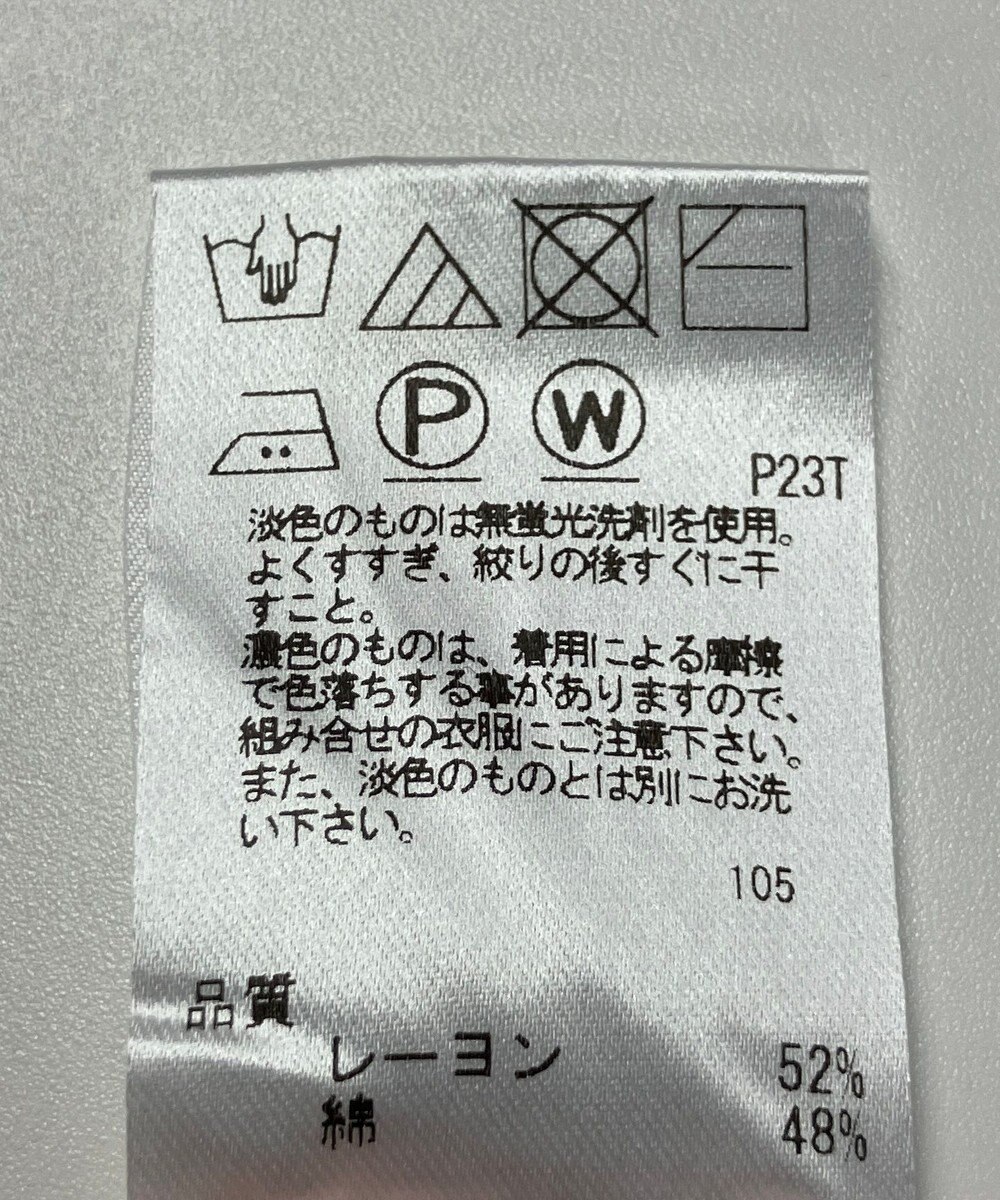 P
W
P23T
淡色のものは無蛍光洗剤を使用。
よくすすぎ、絞りの後すぐに干
すこと。
濃色のものは、着用による摩擦
で色落ちする事がありますので、
組み合せの衣服にご注意下さい。
また、淡色のものとは別にお洗
い下さい。
105
品質
レーヨン 52%
綿 48%